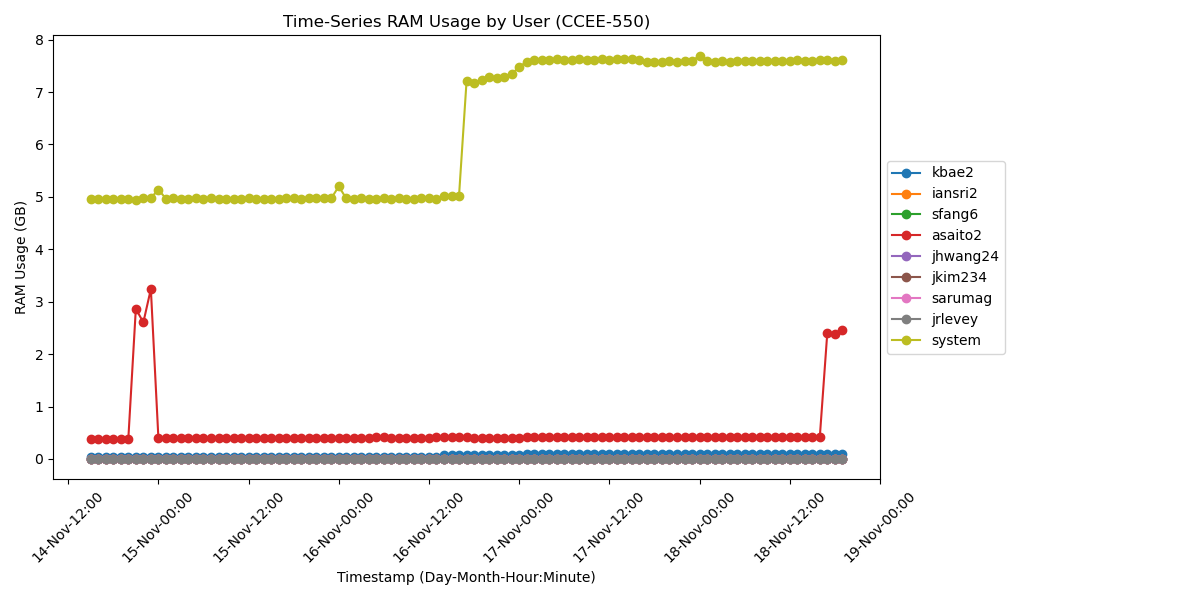 Time-Series RAM Usage by User (CCEE-550)
8
7
6
5
4
3
2
1
0
RAM Usage (GB)
14-Nov-12:00
15-Nov-00:00
15-Nov-12:00
16-Nov-00:00
16-Nov-12:00
17-Nov-00:00
17-Nov-12:00
18-Nov-00:00
18-Nov-12:00
19-Nov-00:00
Timestamp (Day-Month-Hour:Minute)
kbae2
iansri2
sfang6
asaito2
jhwang24
jkim234
sarumag
jrlevey
system